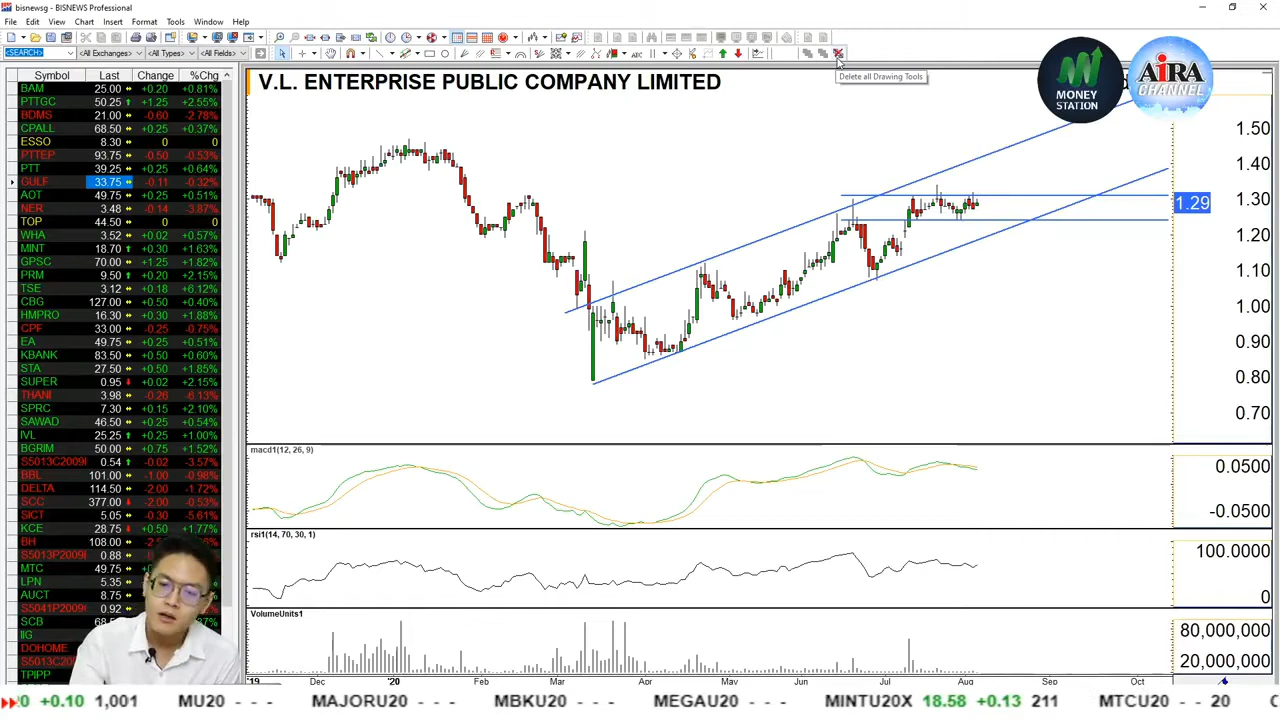 bisnewsg - BISNEWS Professional
File Edit View Chart Insert Format Tools Window Help
<SEARCH> [All Exchanges] [All Types] [All Fields]
Delete all Drawing Tools
V.L. ENTERPRISE PUBLIC COMPANY LIMITED
MONEY STATION
AiRA CHANNEL
Symbol Last Change %Chg
BAM 25.00 +0.20 +0.81%
PTTGC 50.25 +1.25 +2.55%
BDMS 21.00 -0.60 -2.78%
CPALL 68.50 +0.25 +0.37%
ESSO 8.30 0 0
PTTEP 93.75 -0.50 -0.53%
PTT 39.25 +0.25 +0.64%
GULF 33.75 -0.11 -0.32%
AOT 49.75 +0.25 +0.51%
NER 3.48 -0.14 -3.87%
TOP 44.50 0 0
WHA 3.52 +0.02 +0.57%
MINT 18.70 +0.30 +1.63%
GPSC 70.00 +1.25 +1.82%
PRM 9.50 +0.20 +2.15%
TSE 3.12 +0.18 +6.12%
CBG 127.00 +0.50 +0.40%
HMPRO 16.30 +0.30 +1.88%
CPF 33.00 -0.25 -0.75%
EA 49.75 +0.25 +0.51%
KBANK 83.50 +0.50 +0.60%
STA 27.50 +0.50 +1.85%
SUPER 0.95 +0.02 +2.15%
THANI 3.98 -0.26 -6.13%
SPRC 7.30 +0.15 +2.10%
SAWAD 46.50 +0.25 +0.54%
IVL 25.25 +0.25 +1.00%
BGRIM 50.00 +0.75 +1.52%
S5013C2009 0.54 -0.02 -3.57%
BBL 101.00 -1.00 -0.98%
DELTA 114.50 -2.00 -1.72%
SCC 377.00 -2.00 -0.53%
SICT 5.05 -0.30 -5.61%
KCE 28.75 +0.50 +1.77%
BH 108.00
S5013P2009 0.88
MTC 49.75
LPN 5.35
AUCT 8.75
S5041P2009 0.92
SCB
IIG
DOHOME
S5013C20
TPIPP
1.50
1.40
1.30
1.29
1.20
1.10
1.00
0.90
0.80
0.70
macd1(12, 26, 9)
0.0500
-0.0500
rsi1(14, 70, 30, 1)
100.0000
0
VolumeUnits1
80,000,000
20,000,000
'19 Dec '20 Feb Mar Apr May Jun Jul Aug Sep Oct
+0.10 1,001 MU20 - - - MAJORU20 - - - MBKU20 - - - MEGAU20 - - - MINTU20X 18.58 +0.13 211 MTCU20 - - 20